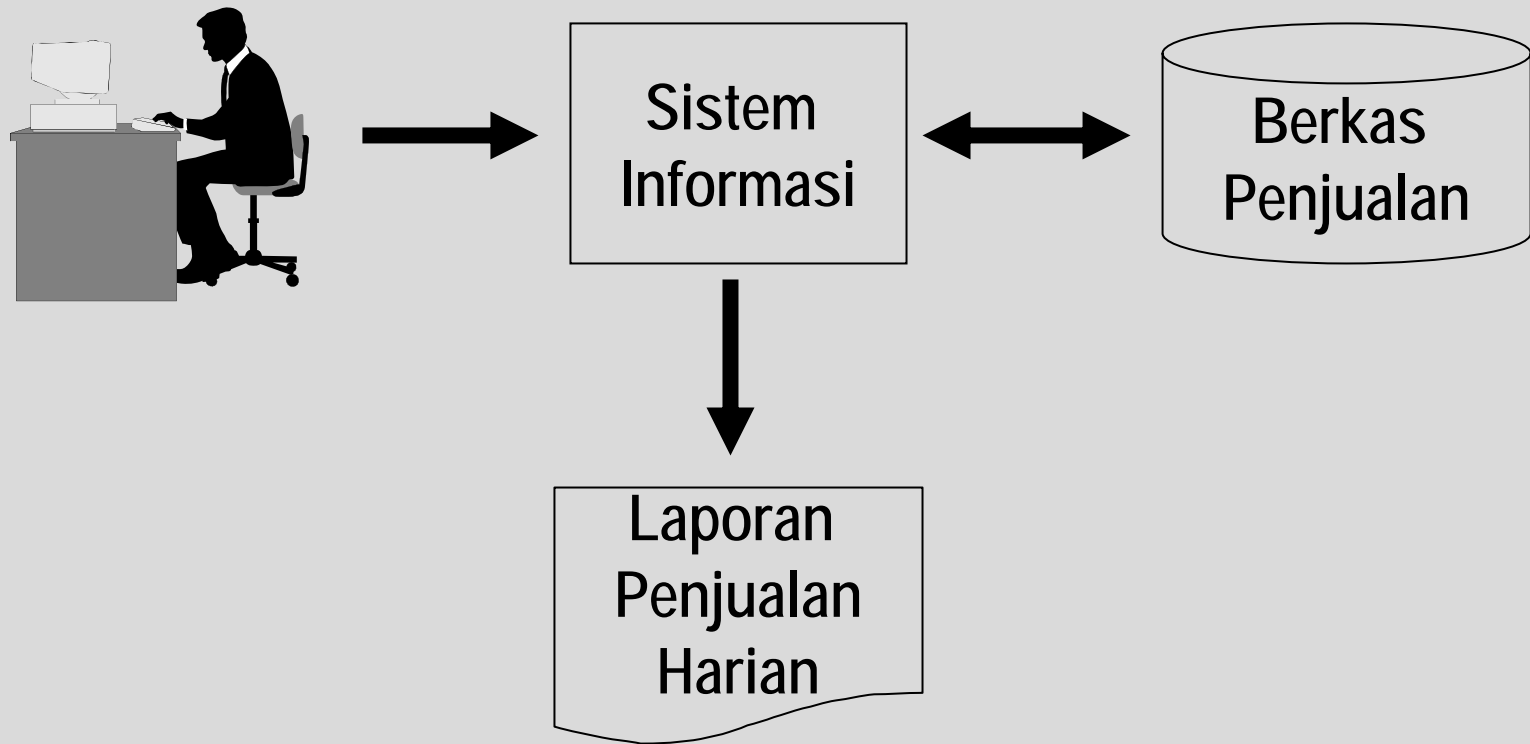 Sistem
Informasi
Berkas
Penjualan
Laporan
Penjualan
Harian